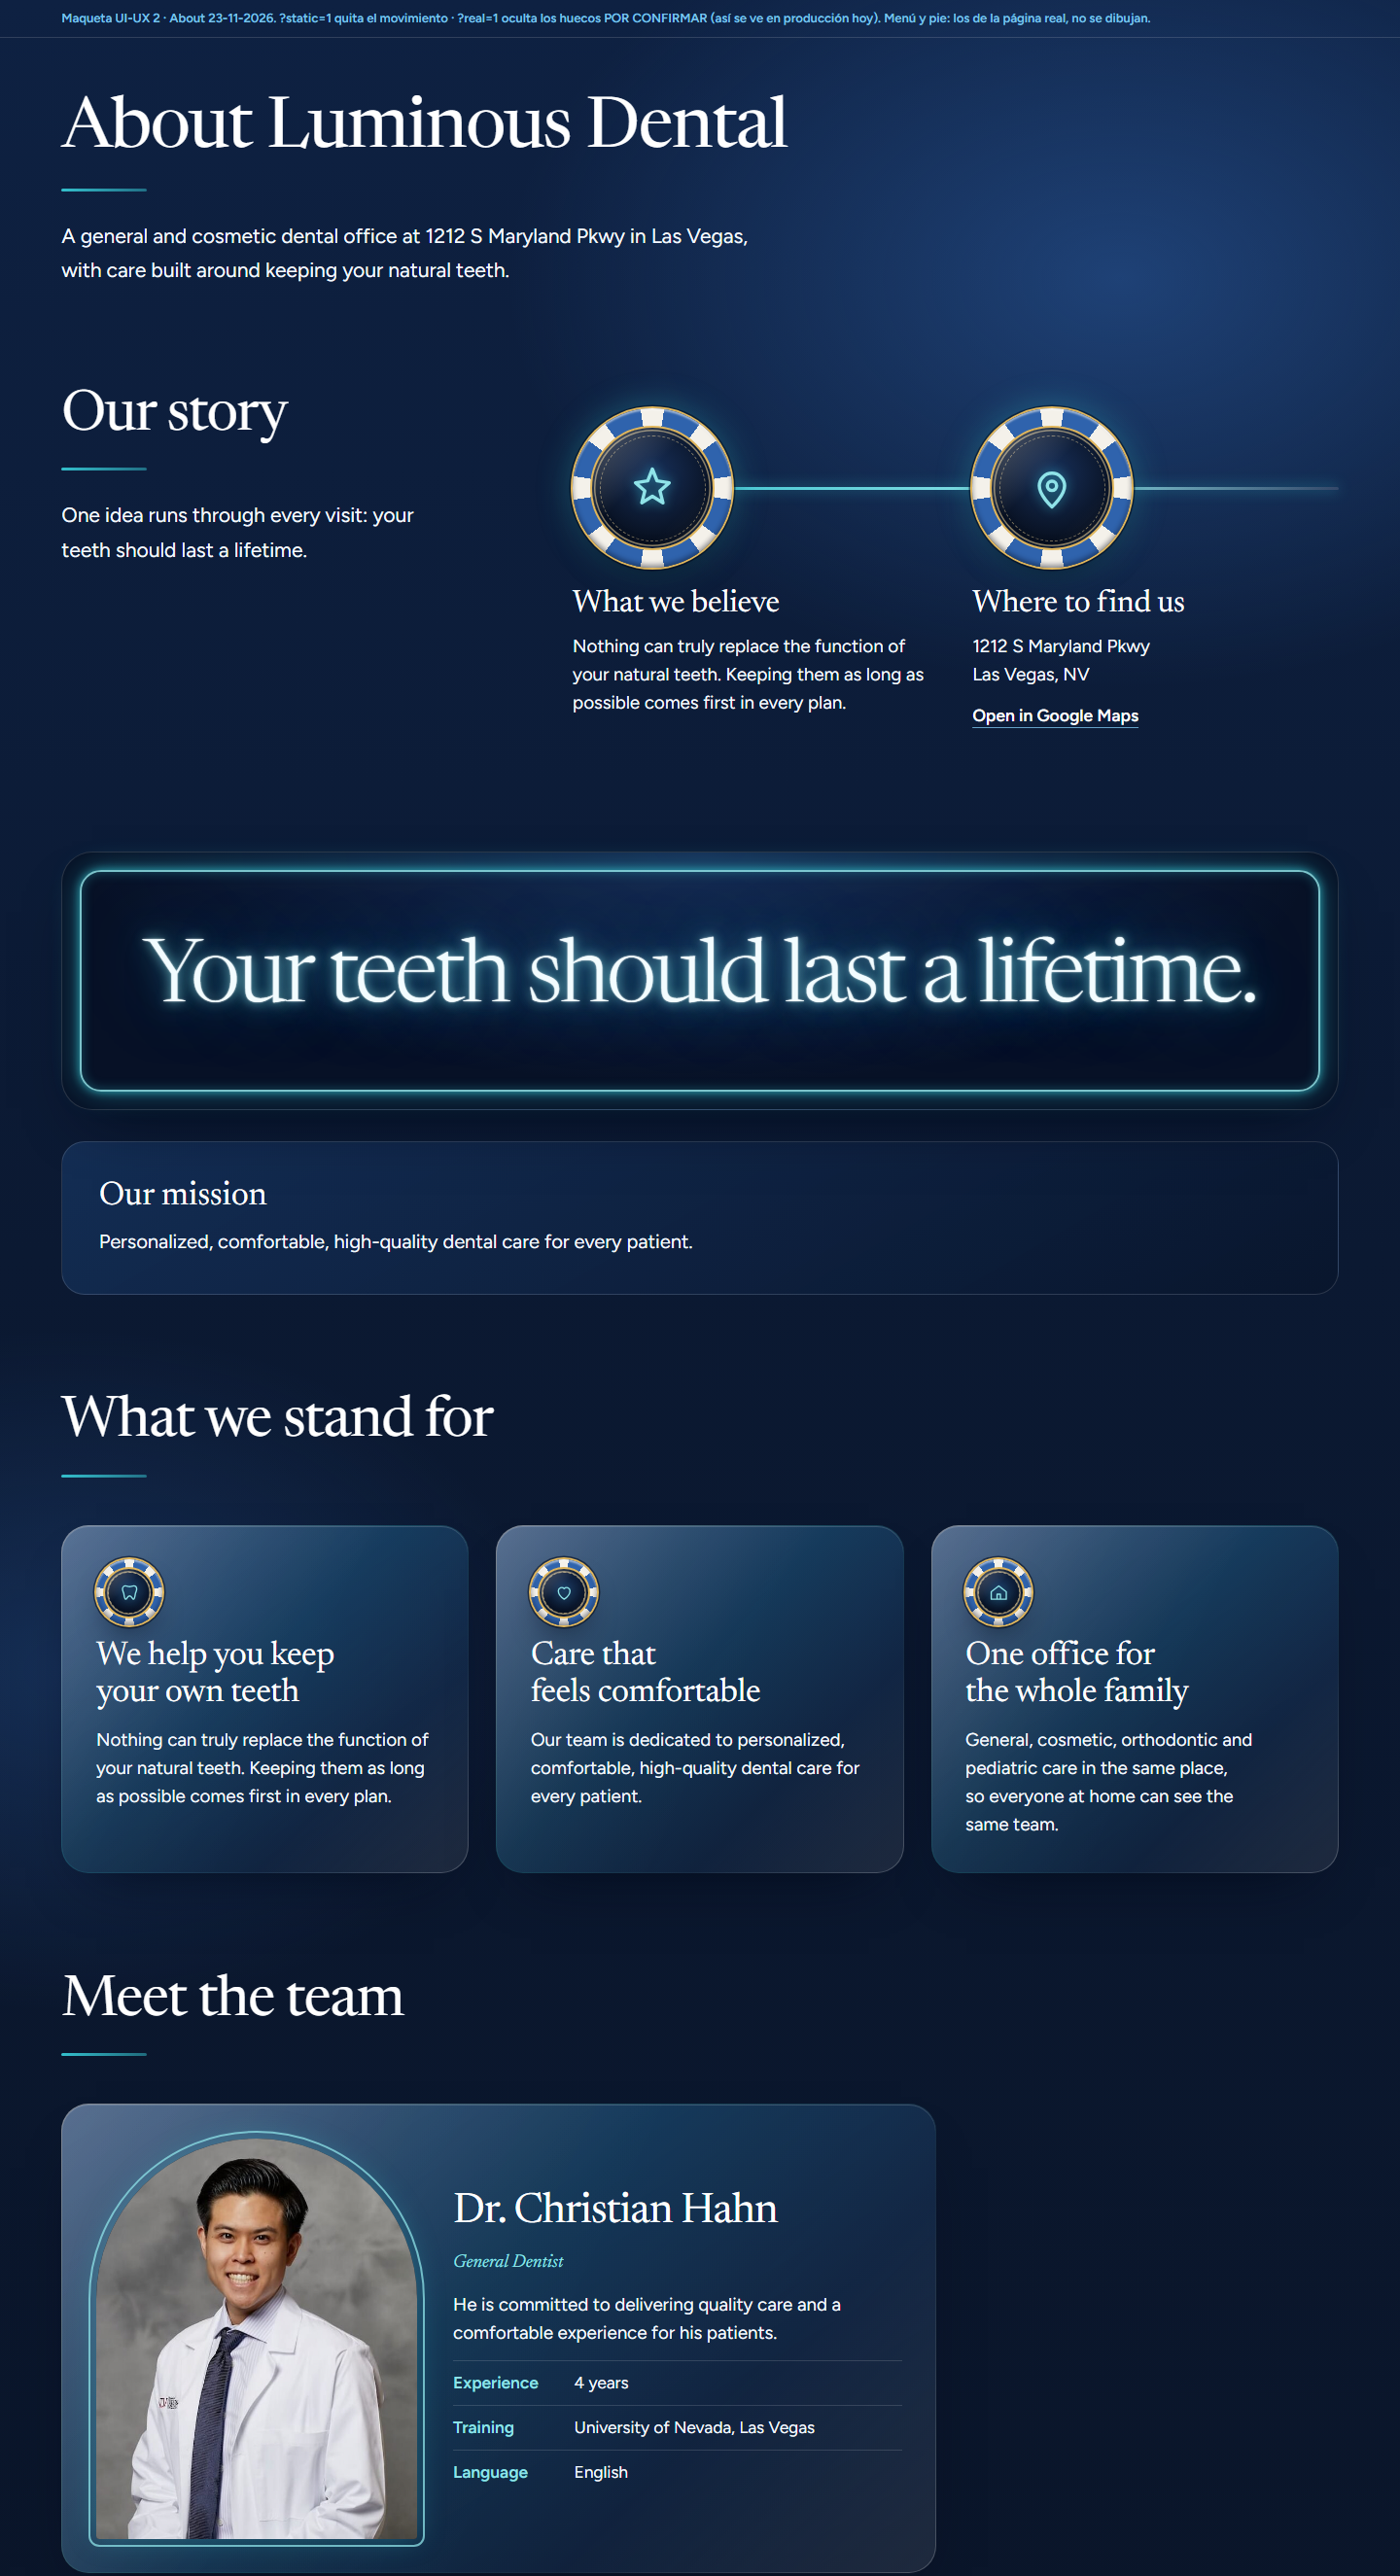 Maqueta UI-UX 2 · About 23-11-2026. ?static=1 quita el movimiento · ?real=1 oculta los huecos POR CONFIRMAR (así se ve en producción hoy). Menú y pie: los de la página real, no se dibujan.
About Luminous Dental
A general and cosmetic dental office at 1212 S Maryland Pkwy in Las Vegas,
with care built around keeping your natural teeth.
Our story
One idea runs through every visit: your
teeth should last a lifetime.
What we believe
Nothing can truly replace the function of
your natural teeth. Keeping them as long as
possible comes first in every plan.
Where to find us
1212 S Maryland Pkwy
Las Vegas, NV
Open in Google Maps
Your teeth should last a lifetime.
Our mission
Personalized, comfortable, high-quality dental care for every patient.
What we stand for
We help you keep
your own teeth
Nothing can truly replace the function of
your natural teeth. Keeping them as long
as possible comes first in every plan.
Care that
feels comfortable
Our team is dedicated to personalized,
comfortable, high-quality dental care for
every patient.
One office for
the whole family
General, cosmetic, orthodontic and
pediatric care in the same place,
so everyone at home can see the
same team.
Meet the team
Dr. Christian Hahn
General Dentist
He is committed to delivering quality care and a
comfortable experience for his patients.
Experience 4 years
Training University of Nevada, Las Vegas
Language English